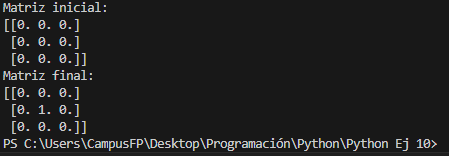 Matriz inicial:
[[0. 0. 0.]
 [0. 0. 0.]
 [0. 0. 0.]]
Matriz final:
[[0. 0. 0.]
 [0. 1. 0.]
 [0. 0. 0.]]
PS C:\Users\CampusFP\Desktop\Programación\Python\Python Ej 10>